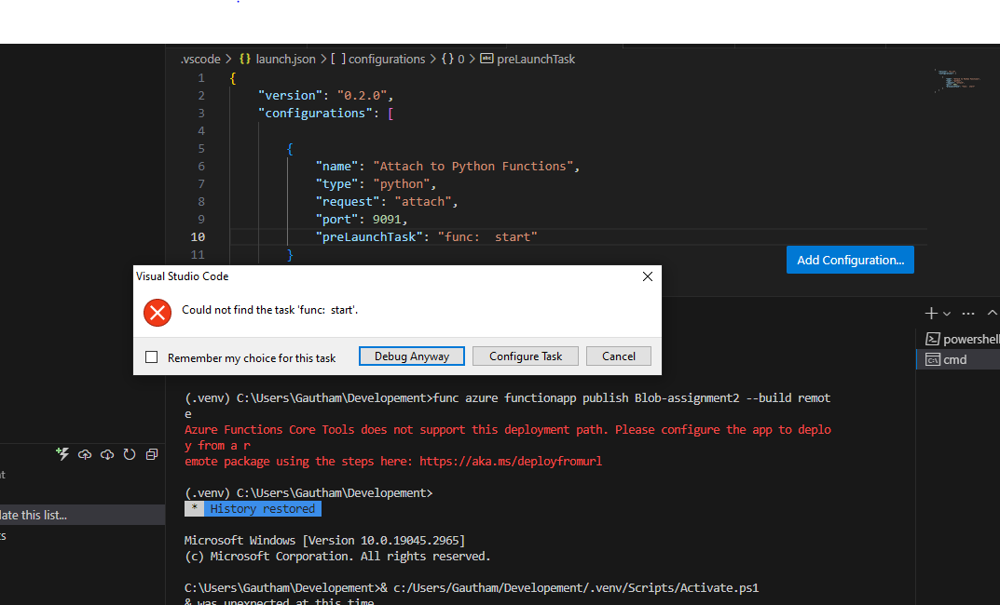 .vscode > {} launch.json > [ ] configurations > {} 0 > abc preLaunchTask
1 {
2 "version": "0.2.0",
3 "configurations": [
4
5 {
6 "name": "Attach to Python Functions",
7 "type": "python",
8 "request": "attach",
9 "port": 9091,
10 "preLaunchTask": "func:  start"
11 }
Add Configuration...
Visual Studio Code
Could not find the task 'func:  start'.
Remember my choice for this task
Debug Anyway
Configure Task
Cancel
powershell
cmd
(.venv) C:\Users\Gautham\Developement>func azure functionapp publish Blob-assignment2 --build remot
e
Azure Functions Core Tools does not support this deployment path. Please configure the app to deplo
y from a r
emote package using the steps here: https://aka.ms/deployfromurl
(.venv) C:\Users\Gautham\Developement>
* History restored
Microsoft Windows [Version 10.0.19045.2965]
(c) Microsoft Corporation. All rights reserved.
C:\Users\Gautham\Developement>& c:/Users/Gautham/Developement/.venv/Scripts/Activate.ps1
& was unexpected at this time.
late this list...